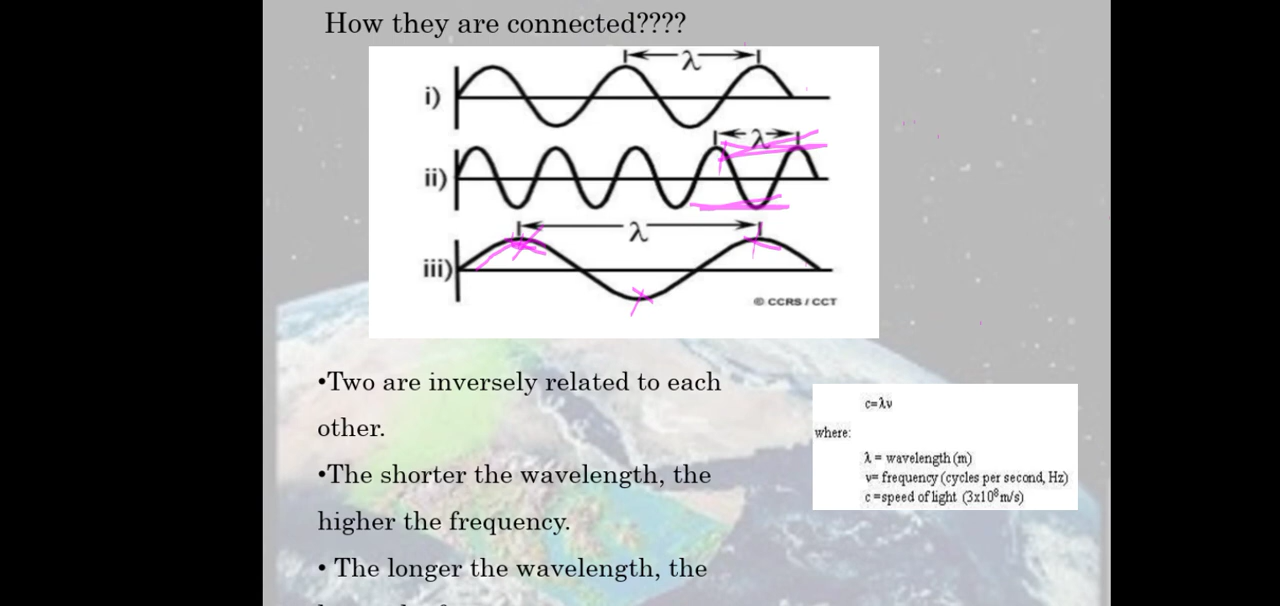 How they are connected????
λ
i)
λ
ii)
λ
iii)
© CCRS / CCT
•Two are inversely related to each
other.
•The shorter the wavelength, the
higher the frequency.
• The longer the wavelength, the
c=λν
where:
λ = wavelength (m)
ν= frequency (cycles per second, Hz)
c =speed of light (3x10⁸m/s)